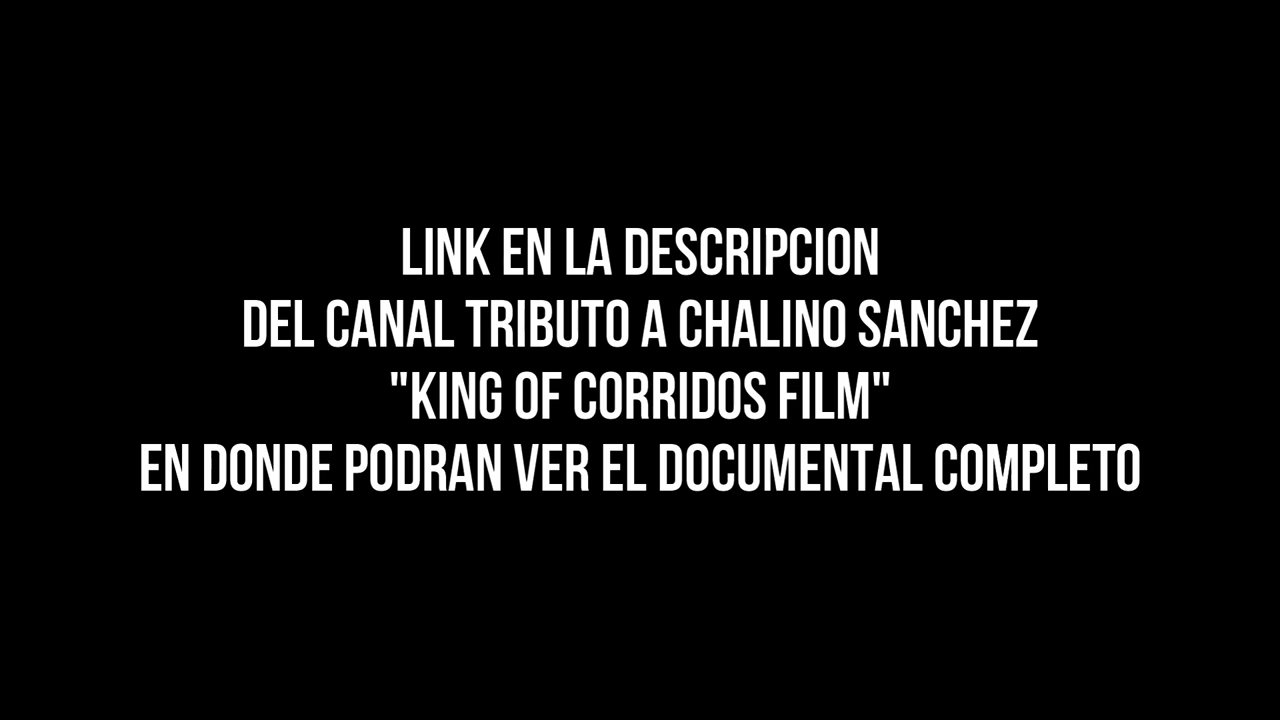 LINK EN LA DESCRIPCION
DEL CANAL TRIBUTO A CHALINO SANCHEZ
"KING OF CORRIDOS FILM"
EN DONDE PODRAN VER EL DOCUMENTAL COMPLETO